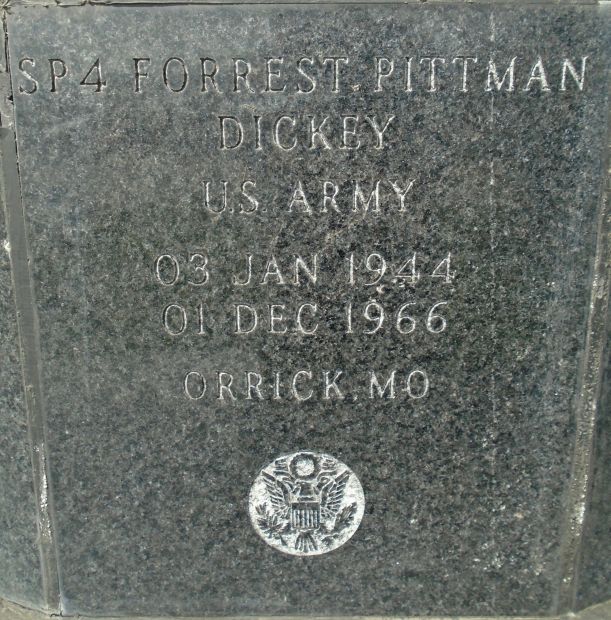 SP4 FORREST PITTMAN
DICKEY
U.S. ARMY
03 JAN 1944
01 DEC 1966
ORRICK, MO